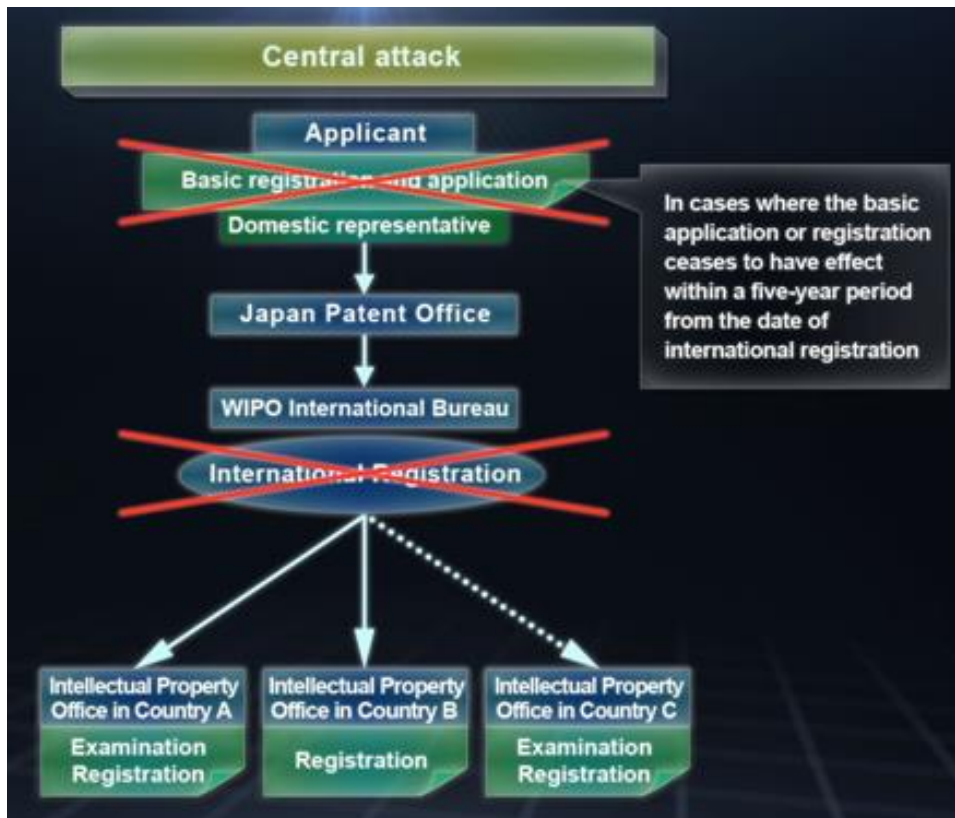 Central attack
Applicant
Basic registration and application
Domestic representative
In cases where the basic
application or registration
ceases to have effect
within a five-year period
from the date of
international registration
Japan Patent Office
WIPO International Bureau
International Registration
Intellectual Property
Office in Country A
Examination
Registration
Intellectual Property
Office in Country B
Registration
Intellectual Property
Office in Country C
Examination
Registration